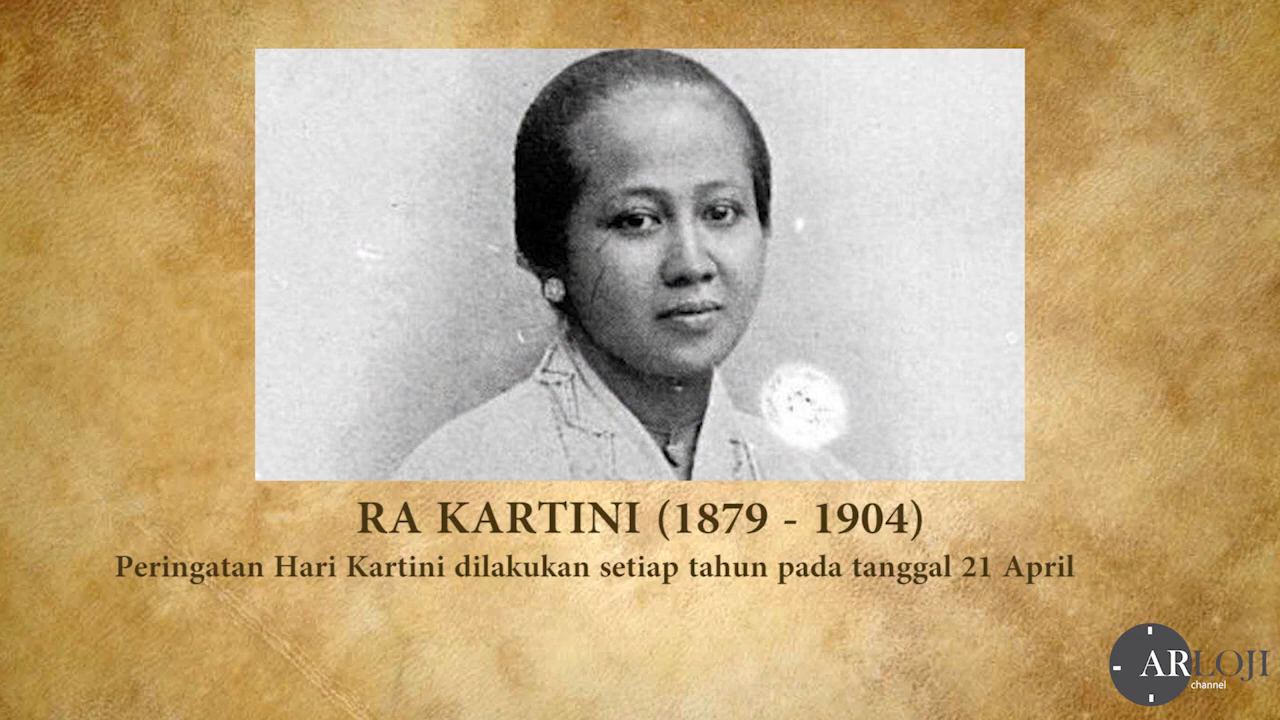 RA KARTINI (1879 - 1904)
Peringatan Hari Kartini dilakukan setiap tahun pada tanggal 21 April
ARLOJI
channel